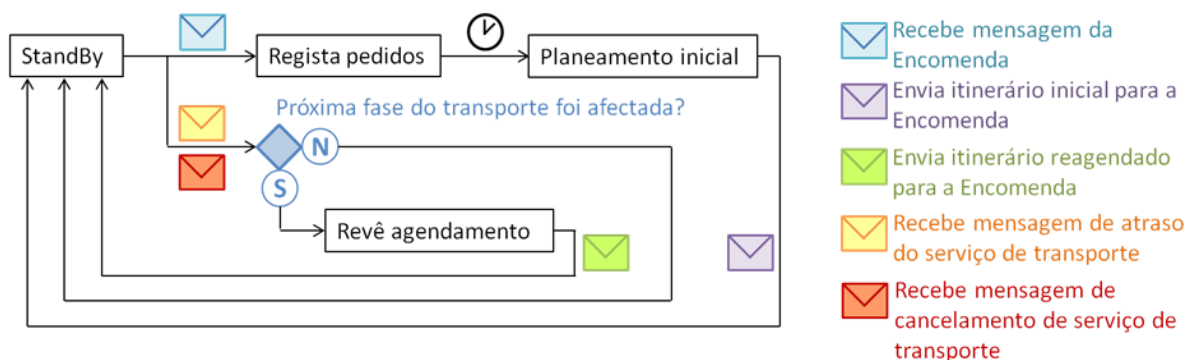 StandBy
Regista pedidos
Planeamento inicial
Próxima fase do transporte foi afectada?
N
S
Revê agendamento
Recebe mensagem da
Encomenda
Envia itinerário inicial para a
Encomenda
Envia itinerário reagendado
para a Encomenda
Recebe mensagem de atraso
do serviço de transporte
Recebe mensagem de
cancelamento de serviço de
transporte